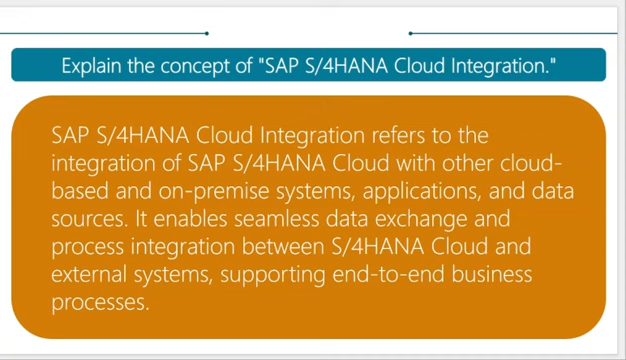 Explain the concept of "SAP S/4HANA Cloud Integration."
SAP S/4HANA Cloud Integration refers to the
integration of SAP S/4HANA Cloud with other cloud-
based and on-premise systems, applications, and data
sources. It enables seamless data exchange and
process integration between S/4HANA Cloud and
external systems, supporting end-to-end business
processes.